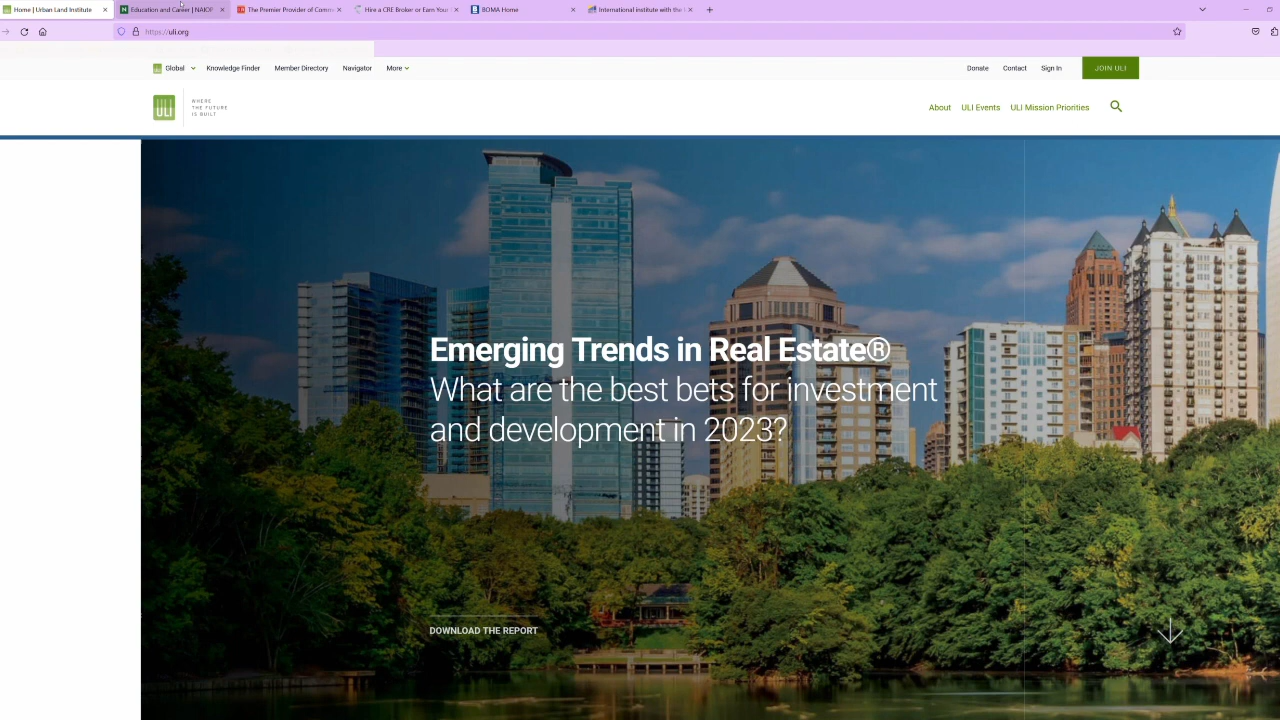 Home | Urban Land Institute
Education and Career | NAIOP
The Premier Provider of Comm
Hire a CRE Broker or Earn Your
BOMA Home
International institute with the
https://uli.org
Global
Knowledge Finder
Member Directory
Navigator
More
Donate
Contact
Sign In
JOIN ULI
ULI
WHERE
THE FUTURE
IS BUILT
About
ULI Events
ULI Mission Priorities
Emerging Trends in Real Estate®
What are the best bets for investment
and development in 2023?
DOWNLOAD THE REPORT